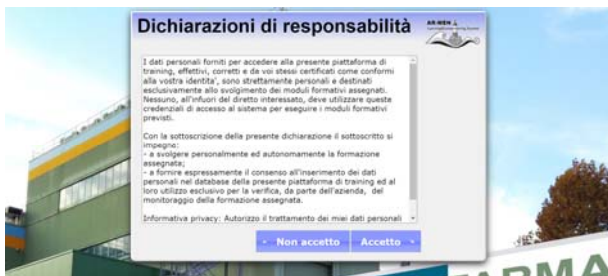 Dichiarazioni di responsabilità
AR-MEN
I dati personali forniti per accedere alla presente piattaforma di
training, effettivi, corretti e da voi stessi certificati come conformi
alla vostra identita', sono strettamente personali e destinati
esclusivamente allo svolgimento dei moduli formativi assegnati.
Nessuno, all'infuori del diretto interessato, deve utilizzare queste
credenziali di accesso al sistema per eseguire i moduli formativi
previsti.
Con la sottoscrizione della presente dichiarazione il sottoscritto si
impegne:
- a svolgere personalmente ed autonomamente la formazione
assegnata;
- a fornire espressamente il consenso all'inserimento dei dati
personali nel database della presente piattaforma di training ed al
loro utilizzo esclusivo per la verifica, da parte dell'azienda, del
monitoraggio della formazione assegnata.
Informativa privacy: Autorizzo il trattamento dei miei dati personali
Non accetto
Accetto
FARMA